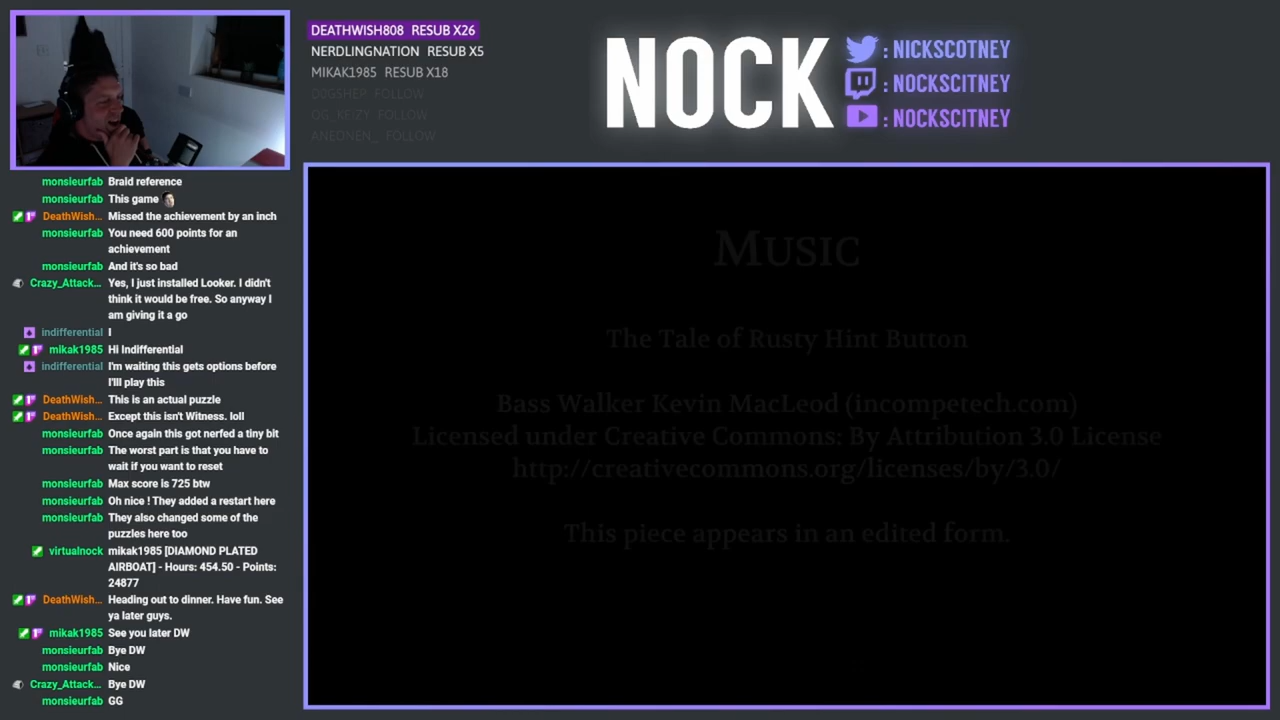 DEATHWISH808 RESUB X26
NERDLINGNATION RESUB X5
MIKAK1985 RESUB X18
D0GSHEP FOLLOW
FOLLOW
ANEDNEN_ FOLLOW
NOCK
: NICKSCOTNEY
: NOCKSCITNEY
: NOCKSCITNEY
monsieurfab Braid reference
monsieurfab This game
DeathWish... Missed the achievement by an inch
monsieurfab You need 600 points for an
achievement
monsieurfab And it's so bad
Crazy_Attack... Yes, I just installed Looker. I didn't
think it would be free. So anyway I
am giving it a go
indifferential I
mikak1985 Hi Indifferential
indifferential I'm waiting this gets options before
I'lll play this
DeathWish... This is an actual puzzle
DeathWish... Except this isn't Witness. loll
monsieurfab Once again this got nerfed a tiny bit
monsieurfab The worst part is that you have to
wait if you want to reset
monsieurfab Max score is 725 btw
monsieurfab Oh nice ! They added a restart here
monsieurfab They also changed some of the
puzzles here too
virtualnock mikak1985 [DIAMOND PLATED
AIRBOAT] - Hours: 454.50 - Points:
24877
DeathWish... Heading out to dinner. Have fun. See
ya later guys.
mikak1985 See you later DW
monsieurfab Bye DW
monsieurfab Nice
Crazy_Attack... Bye DW
monsieurfab GG
MUSIC
The Tale of Rusty Hint Button
Bass Walker Kevin MacLeod (incompetech.com)
Licensed under Creative Commons: By Attribution 3.0 License
http://creativecommons.org/licenses/by/3.0/
This piece appears in an edited form.